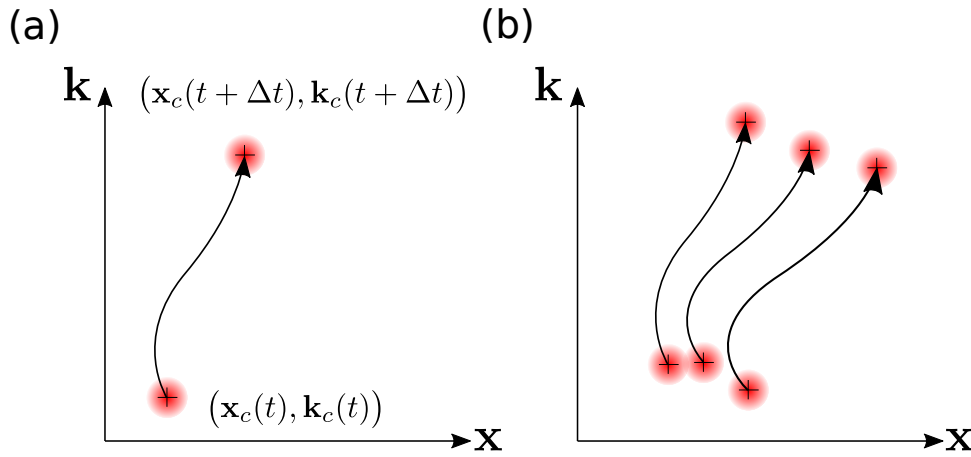 (a)
k
(x_c(t + Δt), k_c(t + Δt))
(x_c(t), k_c(t))
x
(b)
k
x